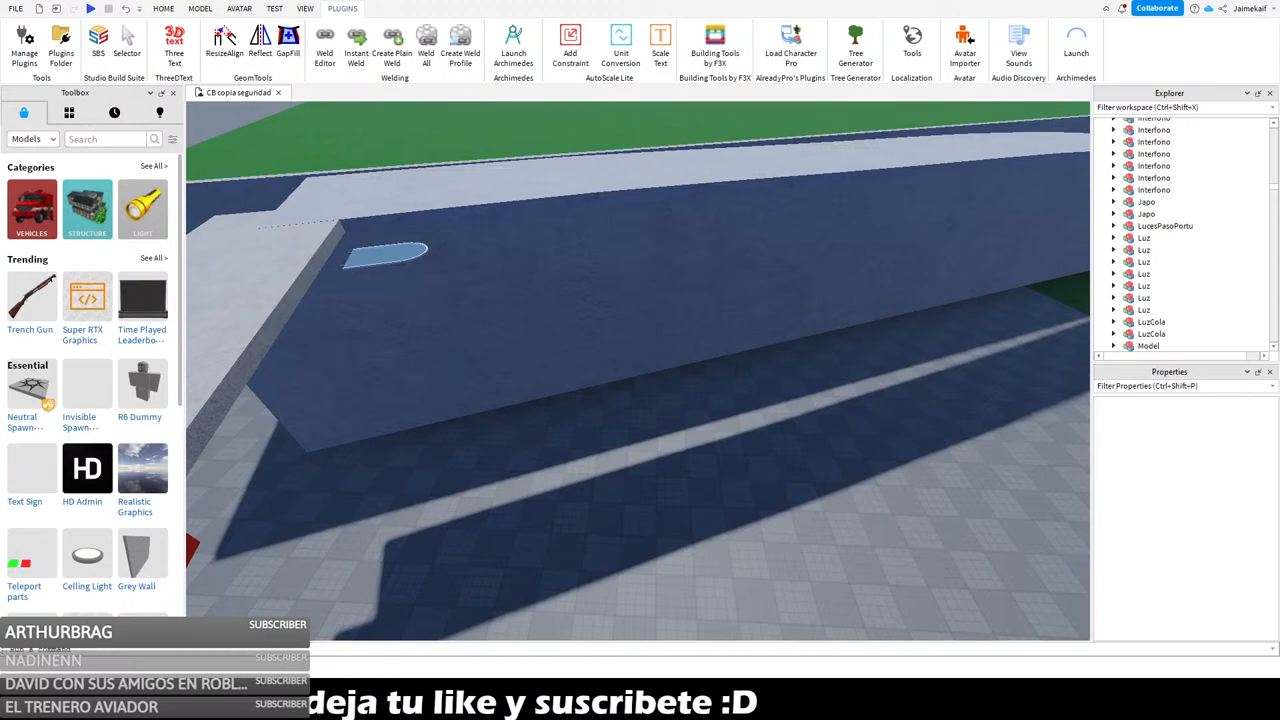 FILE HOME MODEL AVATAR TEST VIEW PLUGINS Collaborate Jaimekaif
Manage Plugins Plugins Folder SBS Selector Three Text ResizeAlign Reflect GapFill Weld Editor Instant Weld Create Plain Weld Weld All Create Weld Profile Launch Archimedes Add Constraint Unit Conversion Scale Text Building Tools by F3X Load Character Pro Tree Generator Tools Avatar Importer View Sounds Launch
3D text
Tools Studio Build Suite ThreeDText GeomTools Welding Archimedes AutoScale Lite Building Tools by F3X AlreadyPro's Plugins Tree Generator Localization Avatar Audio Discovery Archimedes
Toolbox
CB copia seguridad
Models Search
Categories See All >
VEHICLES STRUCTURE LIGHT
Trending See All >
Trench Gun Super RTX Graphics Time Played Leaderbo···
Essential See All >
Neutral Spawn··· Invisible Spawn··· R6 Dummy
HD
Text Sign HD Admin Realistic Graphics
Teleport parts Celling Light Grey Wall
Explorer
Filter workspace (Ctrl+Shift+X)
Interfono
Interfono
Interfono
Interfono
Interfono
Interfono
Interfono
Japo
Japo
LucesPasoPortu
Luz
Luz
Luz
Luz
Luz
Luz
Luz
LuzCola
LuzCola
Model
Properties
Filter Properties (Ctrl+Shift+P)
ARTHURBRAG SUBSCRIBER
NADINENN SUBSCRIBER
DAVID CON SUS AMIGOS EN ROBL... SUBSCRIBER
EL TRENERO AVIADOR SUBSCRIBER
deja tu like y suscribete :D